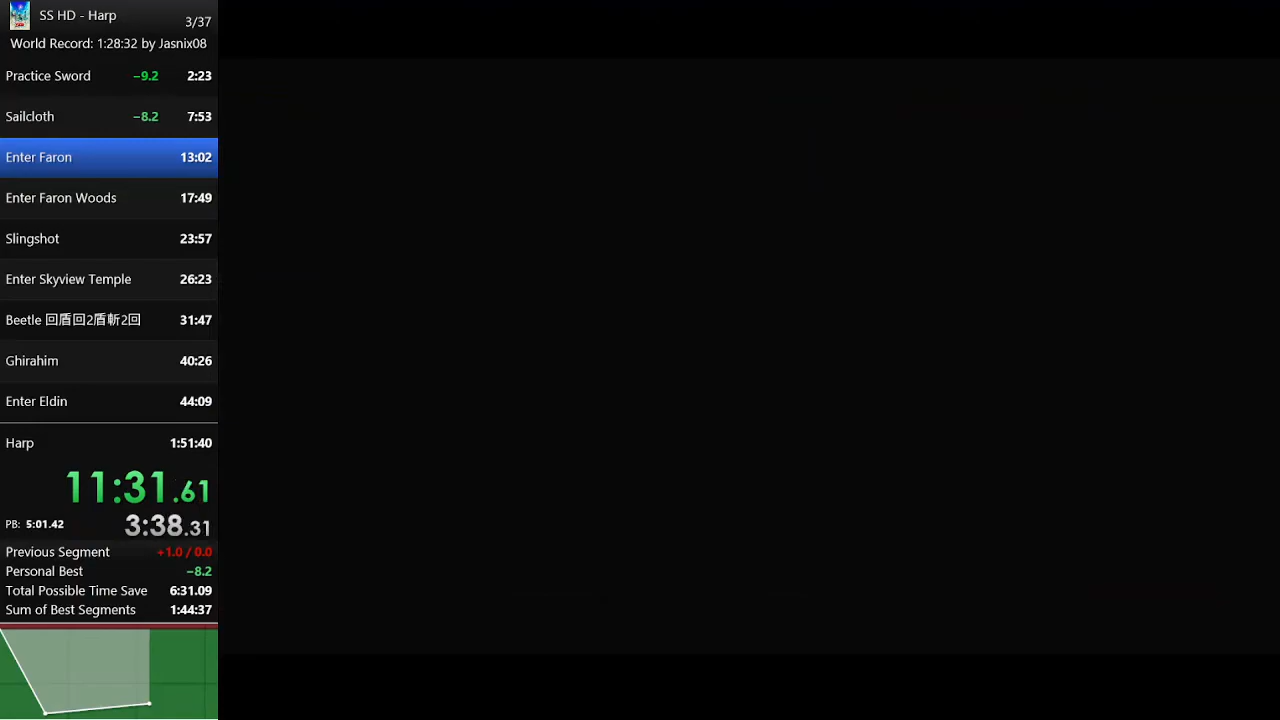 SS HD - Harp
3/37
World Record: 1:28:32 by Jasnix08
Practice Sword −9.2 2:23
Sailcloth −8.2 7:53
Enter Faron 13:02
Enter Faron Woods 17:49
Slingshot 23:57
Enter Skyview Temple 26:23
Beetle 回盾回2盾斬2回 31:47
Ghirahim 40:26
Enter Eldin 44:09
Harp 1:51:40
11:31.61
PB: 5:01.42 3:38.31
Previous Segment +1.0 / 0.0
Personal Best −8.2
Total Possible Time Save 6:31.09
Sum of Best Segments 1:44:37